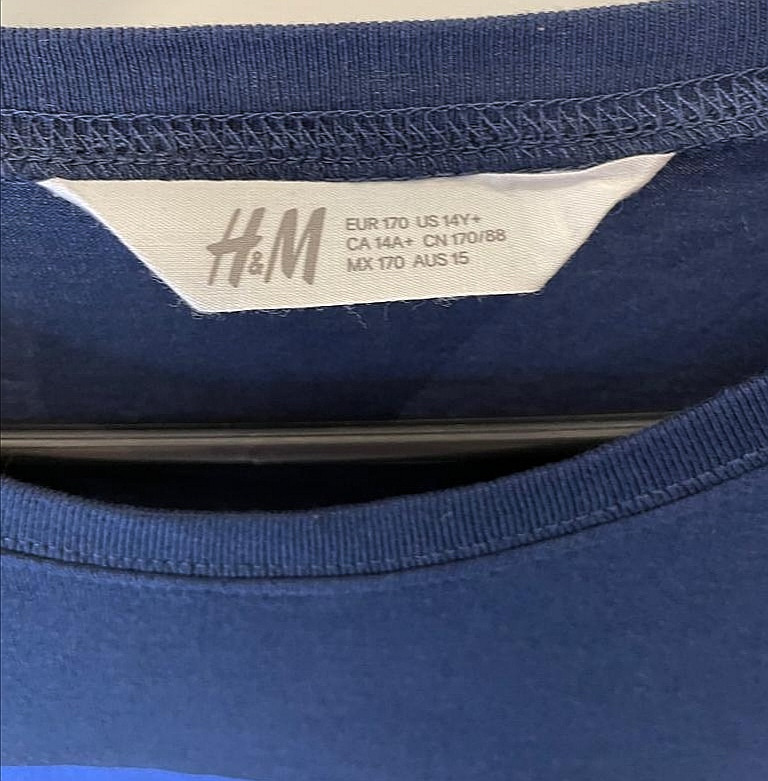 H&M
EUR 170 US 14Y+
CA 14A+ CN 170/88
MX 170 AUS 15